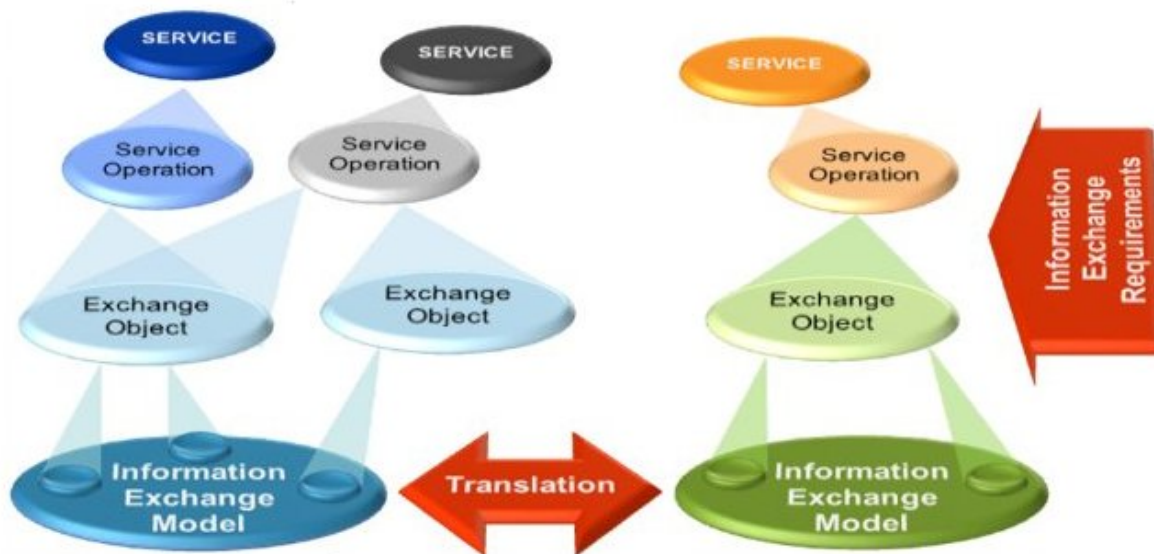 SERVICE
SERVICE
SERVICE
Service
Operation
Service
Operation
Service
Operation
Information
Exchange
Requirements
Exchange
Object
Exchange
Object
Exchange
Object
Information
Exchange
Model
Translation
Information
Exchange
Model